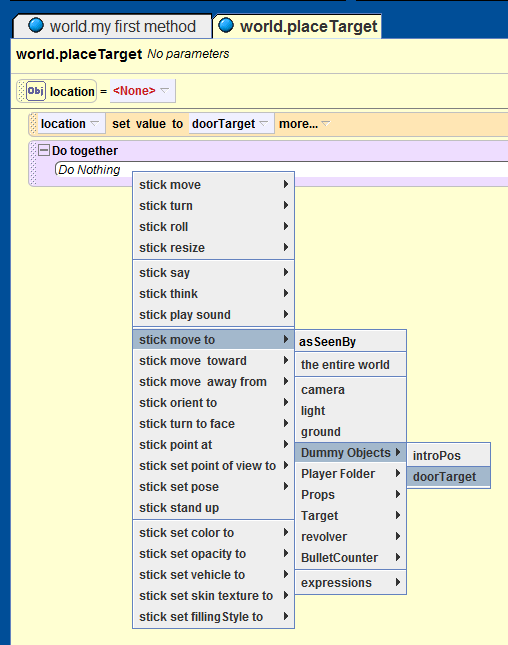 world.my first method
world.placeTarget
world.placeTarget No parameters
Obj location = <None>
location set value to doorTarget more...
Do together
Do Nothing
stick move
stick turn
stick roll
stick resize
stick say
stick think
stick play sound
stick move to
stick move toward
stick move away from
stick orient to
stick turn to face
stick point at
stick set point of view to
stick set pose
stick stand up
stick set color to
stick set opacity to
stick set vehicle to
stick set skin texture to
stick set fillingStyle to
asSeenBy
the entire world
camera
light
ground
Dummy Objects
Player Folder
Props
Target
revolver
BulletCounter
expressions
introPos
doorTarget